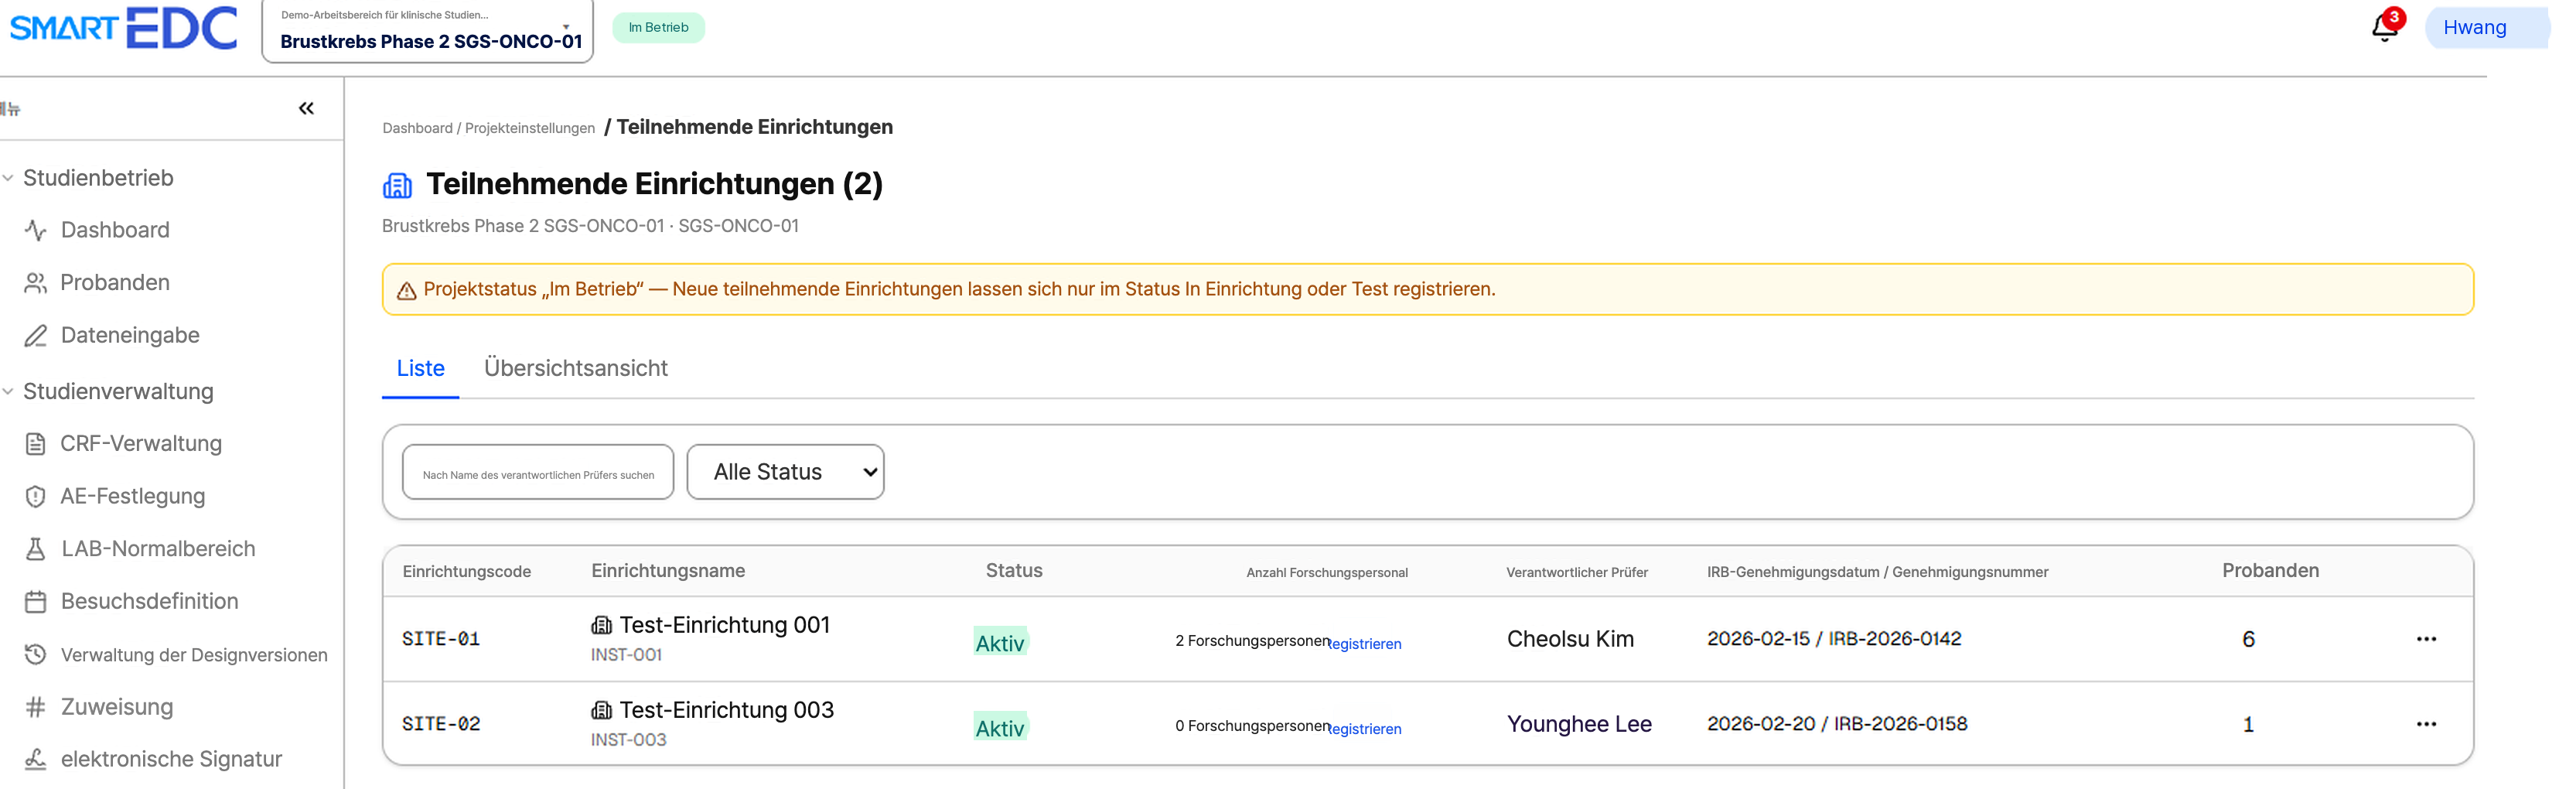 SMART EDC
Demo-Arbeitsbereich für klinische Studien...
Brustkrebs Phase 2 SGS-ONCO-01
Im Betrieb
3
Hwang
Dashboard / Projekteinstellungen / Teilnehmende Einrichtungen
Teilnehmende Einrichtungen (2)
Brustkrebs Phase 2 SGS-ONCO-01 · SGS-ONCO-01
Projektstatus „Im Betrieb“ — Neue teilnehmende Einrichtungen lassen sich nur im Status In Einrichtung oder Test registrieren.
Studienbetrieb
Dashboard
Probanden
Dateneingabe
Studienverwaltung
CRF-Verwaltung
AE-Festlegung
LAB-Normalbereich
Besuchsdefinition
Verwaltung der Designversionen
Zuweisung
elektronische Signatur
Liste
Übersichtsansicht
Nach Name des verantwortlichen Prüfers suchen
Alle Status
Einrichtungscode Einrichtungsname Status Anzahl Forschungspersonal Verantwortlicher Prüfer IRB-Genehmigungsdatum / Genehmigungsnummer Probanden
SITE-01 Test-Einrichtung 001 Aktiv 2 Forschungspersonen registrieren Cheolsu Kim 2026-02-15 / IRB-2026-0142 6
INST-001
SITE-02 Test-Einrichtung 003 Aktiv 0 Forschungspersonen registrieren Younghee Lee 2026-02-20 / IRB-2026-0158 1
INST-003